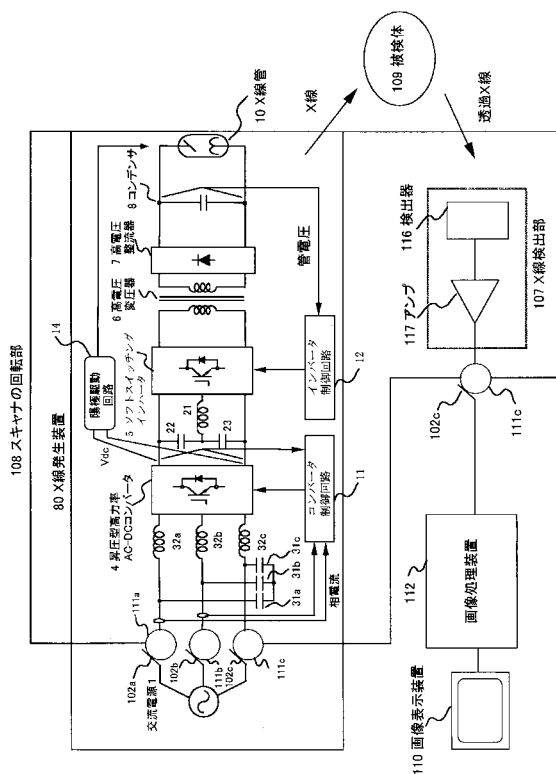 108 スキャナの回転部
80 X線発生装置
14
陽極駆動
回路
Vdc
4 昇圧型高力率
AC-DCコンバータ
5 ソフトスイッチング
インバータ
6 高電圧
変圧器
7 高電圧
整流器
8 コンデンサ
10 X線管
X線
109 被検体
透過X線
交流電源1
102a
111a
102b
111b
102c
111c
32a
32b
32c
31a
31b
31c
相電流
22
21
23
コンバータ
制御回路
11
インバータ
制御回路
12
管電圧
110 画像表示装置
112
画像処理装置
102c
111c
117 アンプ
116 検出器
107 X線検出部